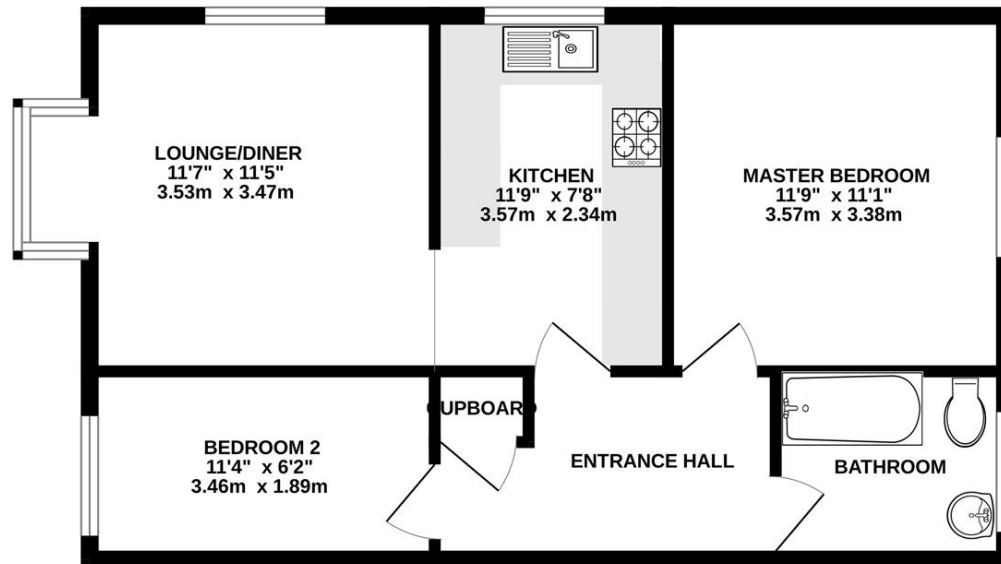 LOUNGE/DINER
11'7" x 11'5"
3.53m x 3.47m
KITCHEN
11'9" x 7'8"
3.57m x 2.34m
MASTER BEDROOM
11'9" x 11'1"
3.57m x 3.38m
CUPBOARD
BEDROOM 2
11'4" x 6'2"
3.46m x 1.89m
ENTRANCE HALL
BATHROOM